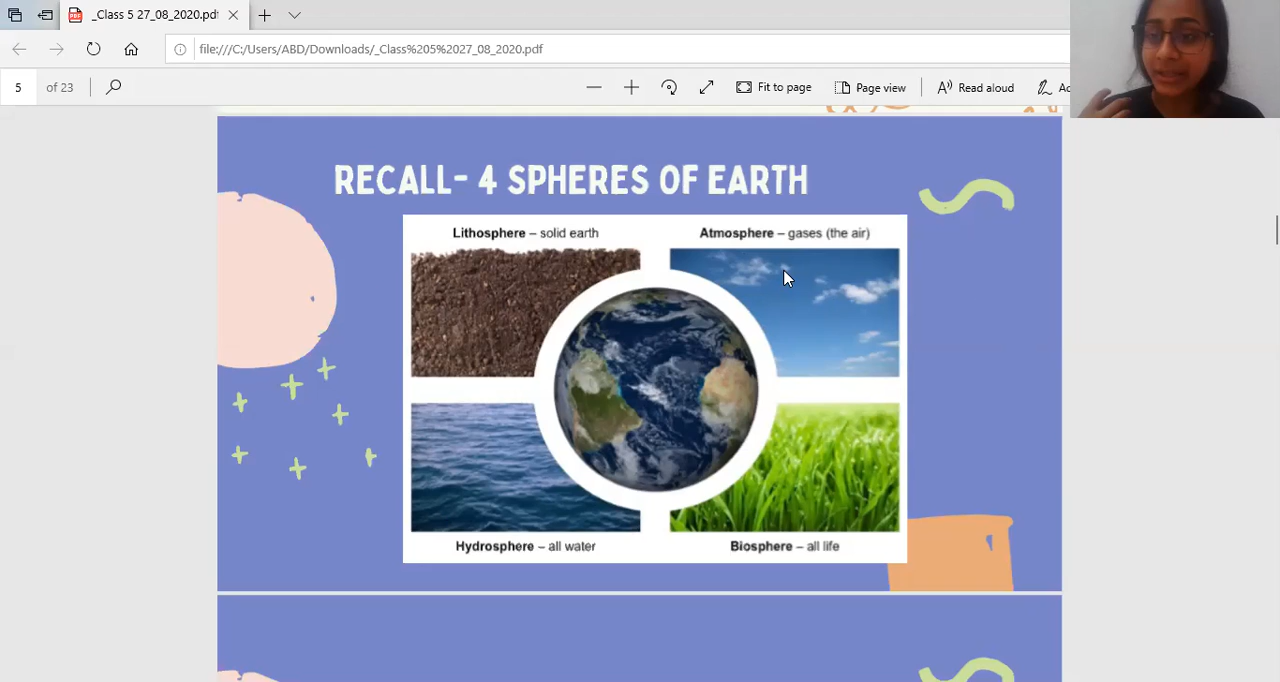 _Class 5 27_08_2020.pdf
file:///C:/Users/ABD/Downloads/_Class%205%2027_08_2020.pdf
5 of 23
Fit to page
Page view
Read aloud
RECALL- 4 SPHERES OF EARTH
Lithosphere – solid earth
Atmosphere – gases (the air)
Hydrosphere – all water
Biosphere – all life